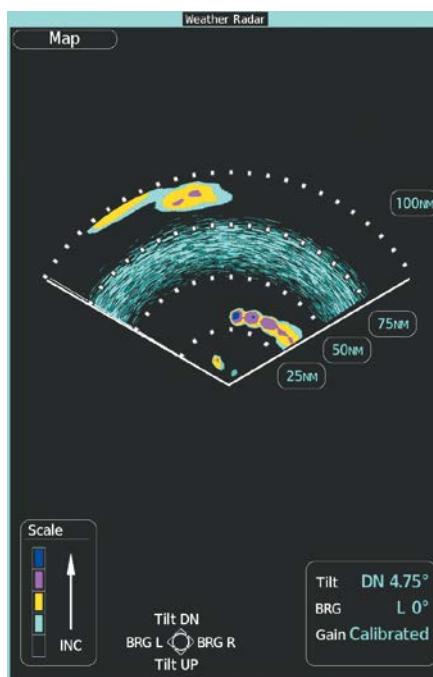 Weather Radar
Map
100NM
75NM
50NM
25NM
Scale
INC
Tilt DN
BRG L BRG R
Tilt UP
Tilt DN 4.75°
BRG L 0°
Gain Calibrated